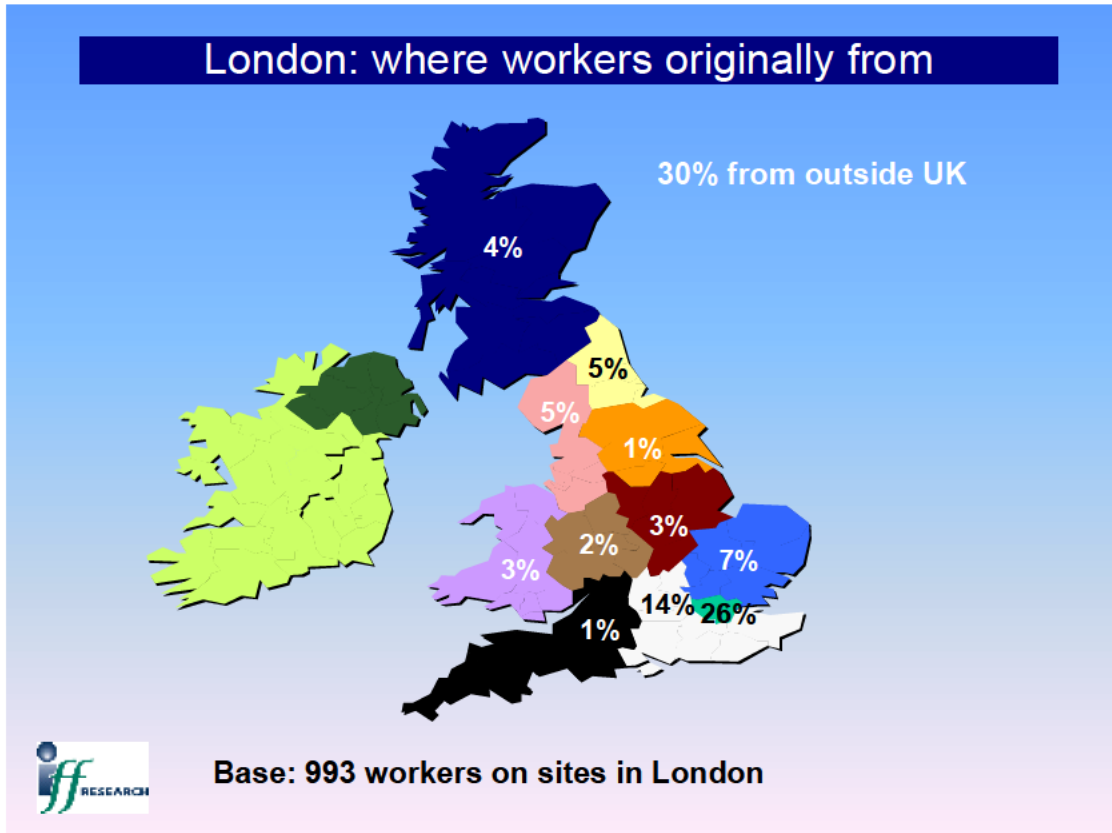 London: where workers originally from
30% from outside UK
4%
5%
5%
1%
3%
2%
7%
3%
14%
26%
1%
iff RESEARCH
Base: 993 workers on sites in London